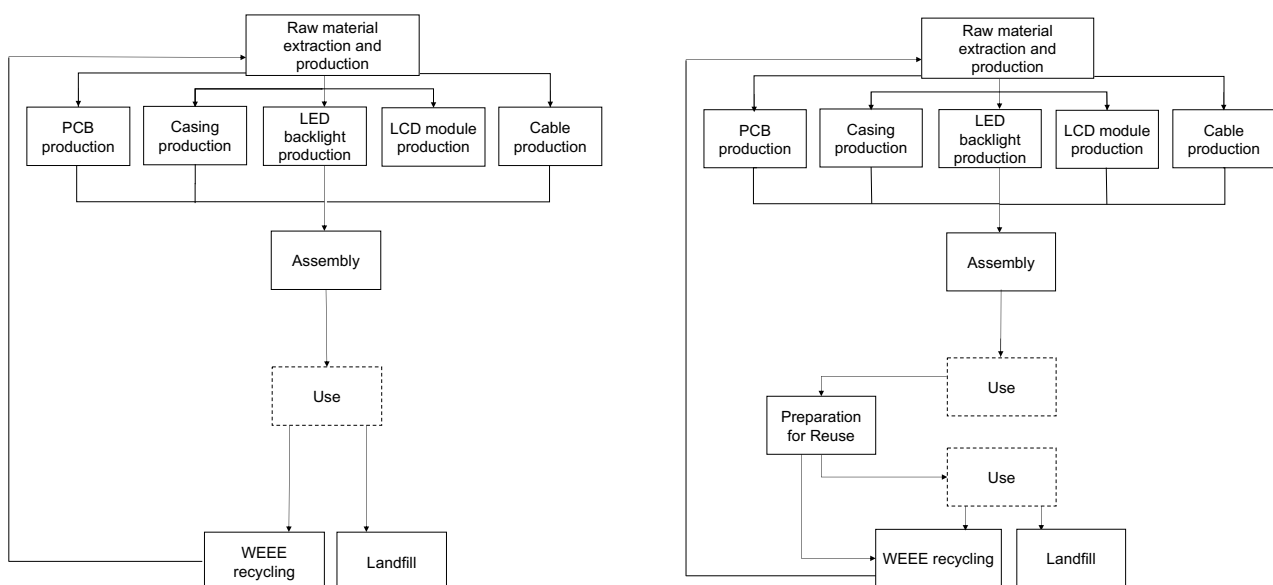 Raw material
extraction and
production
PCB
production
Casing
production
LED
backlight
production
LCD module
production
Cable
production
Assembly
Use
WEEE
recycling
Landfill
Raw material
extraction and
production
PCB
production
Casing
production
LED
backlight
production
LCD module
production
Cable
production
Assembly
Use
Preparation
for Reuse
Use
WEEE recycling
Landfill